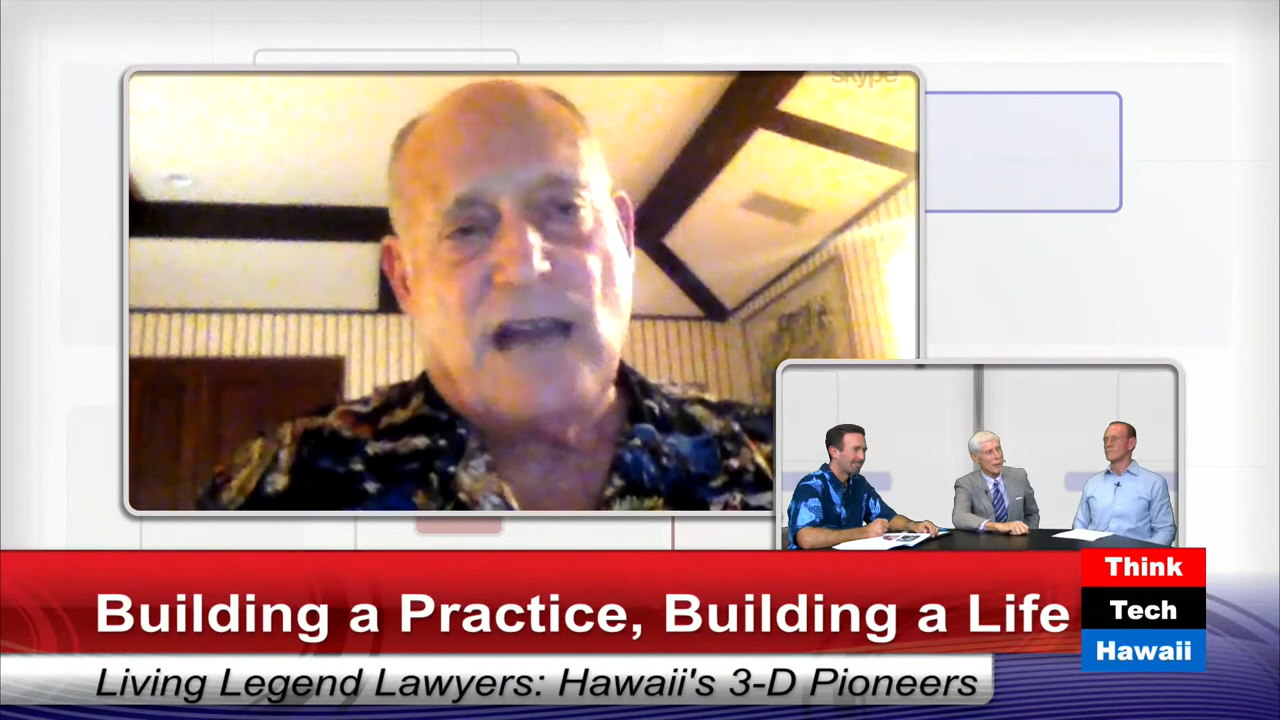 skype
Building a Practice, Building a Life
Think
Tech
Hawaii
Living Legend Lawyers: Hawaii's 3-D Pioneers